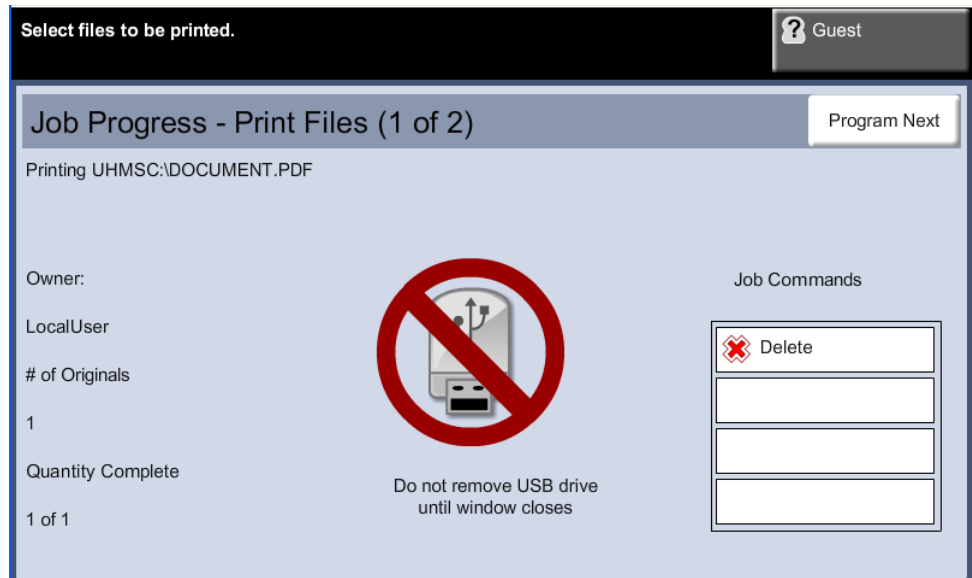 Select files to be printed.
? Guest
Job Progress - Print Files (1 of 2)
Program Next
Printing UHMSC:\DOCUMENT.PDF
Owner:
LocalUser
# of Originals
1
Quantity Complete
1 of 1
Do not remove USB drive
until window closes
Job Commands
Delete